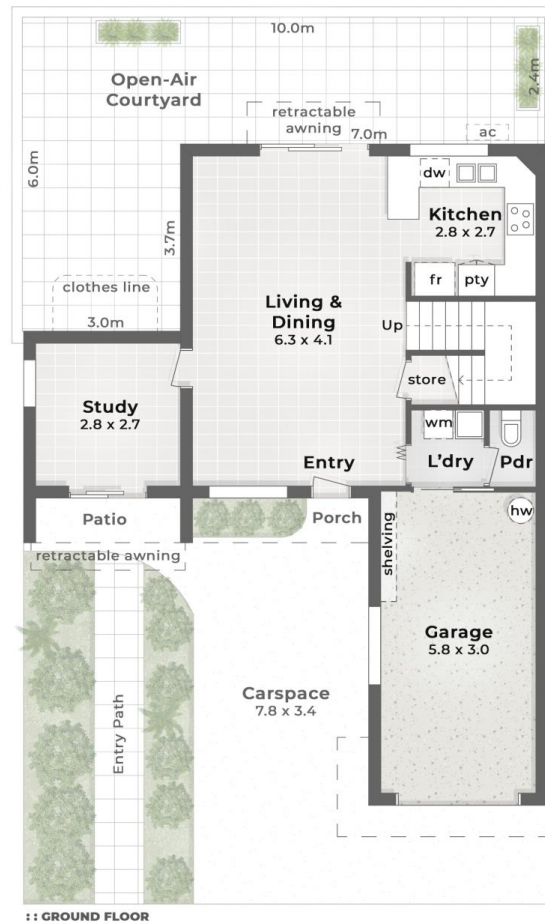 10.0m
Open-Air
Courtyard
2.4m
retractable
awning
7.0m
ac
6.0m
dw
3.7m
Kitchen
2.8 x 2.7
fr
pty
clothes line
3.0m
Living &
Dining
6.3 x 4.1
Up
store
Study
2.8 x 2.7
wm
Entry
L'dry
Pdr
Patio
Porch
hw
shelving
retractable awning
Garage
5.8 x 3.0
Carspace
7.8 x 3.4
Entry Path
:: GROUND FLOOR